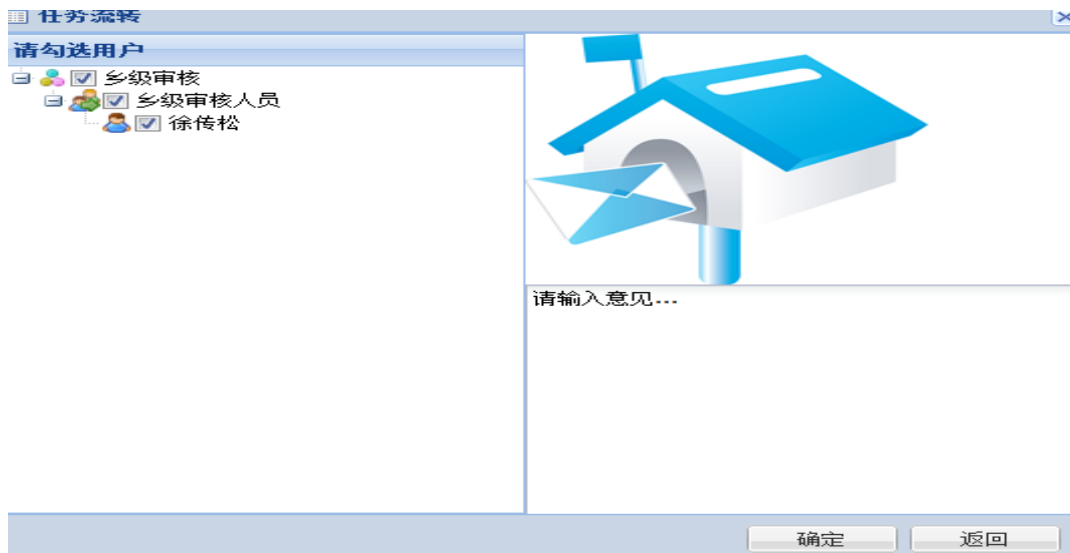 任务流转
请勾选用户
乡级审核
乡级审核人员
徐传松
请输入意见...
确定
返回